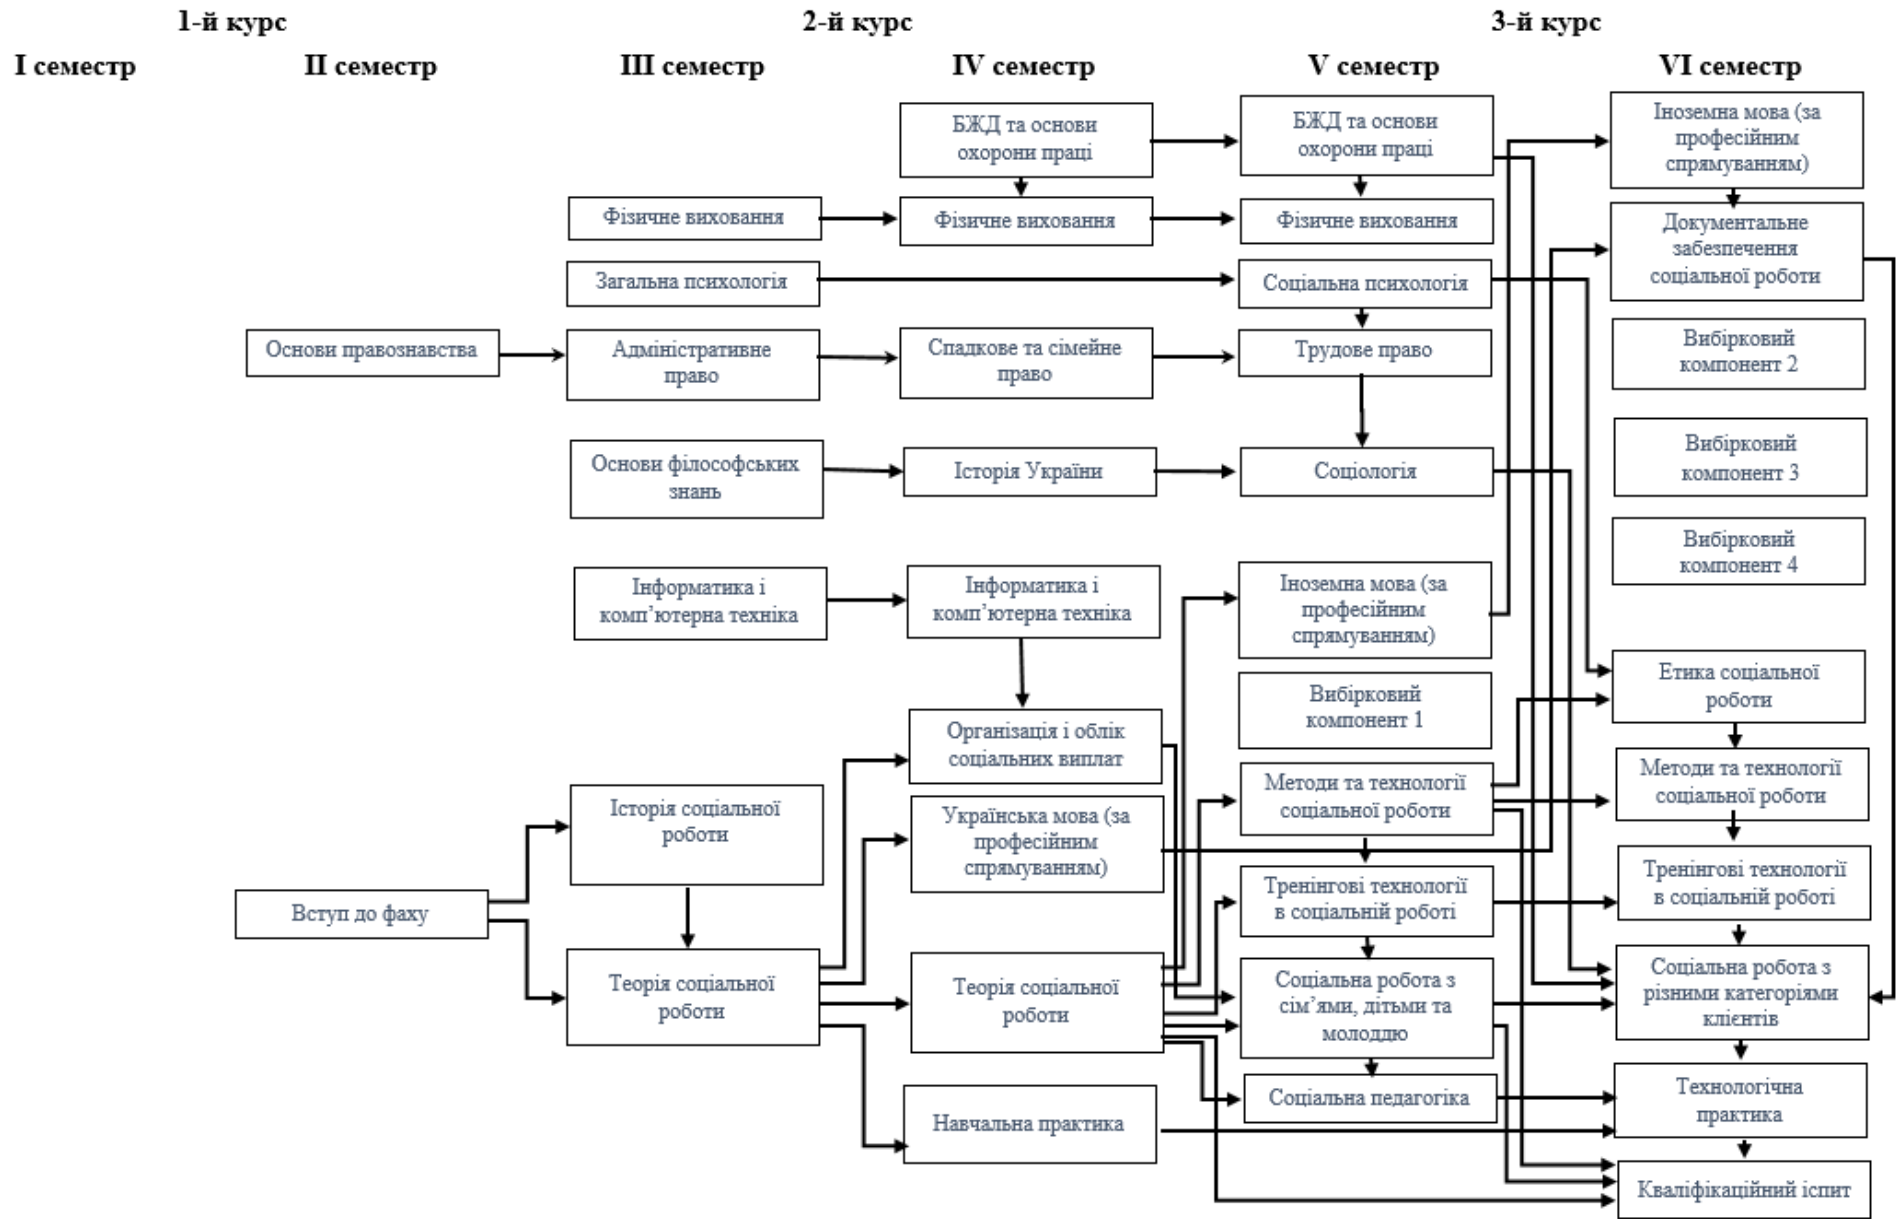 1-й курс
2-й курс
3-й курс
I семестр
II семестр
III семестр
IV семестр
V семестр
VI семестр
Основи правознавства
Вступ до фаху
Фізичне виховання
Загальна психологія
Адміністративне
право
Основи філософських
знань
Інформатика і
комп’ютерна техніка
Історія соціальної
роботи
Теорія соціальної
роботи
БЖД та основи
охорони праці
Фізичне виховання
Спадкове та сімейне
право
Історія України
Інформатика і
комп’ютерна техніка
Організація і облік
соціальних виплат
Українська мова (за
професійним
спрямуванням)
Теорія соціальної
роботи
Навчальна практика
БЖД та основи
охорони праці
Фізичне виховання
Соціальна психологія
Трудове право
Соціологія
Іноземна мова (за
професійним
спрямуванням)
Вибірковий
компонент 1
Методи та технології
соціальної роботи
Тренінгові технології
в соціальній роботі
Соціальна робота з
сім’ями, дітьми та
молоддю
Соціальна педагогіка
Іноземна мова (за
професійним
спрямуванням)
Документальне
забезпечення
соціальної роботи
Вибірковий
компонент 2
Вибірковий
компонент 3
Вибірковий
компонент 4
Етика соціальної
роботи
Методи та технології
соціальної роботи
Тренінгові технології
в соціальній роботі
Соціальна робота з
різними категоріями
клієнтів
Технологічна
практика
Кваліфікаційний іспит